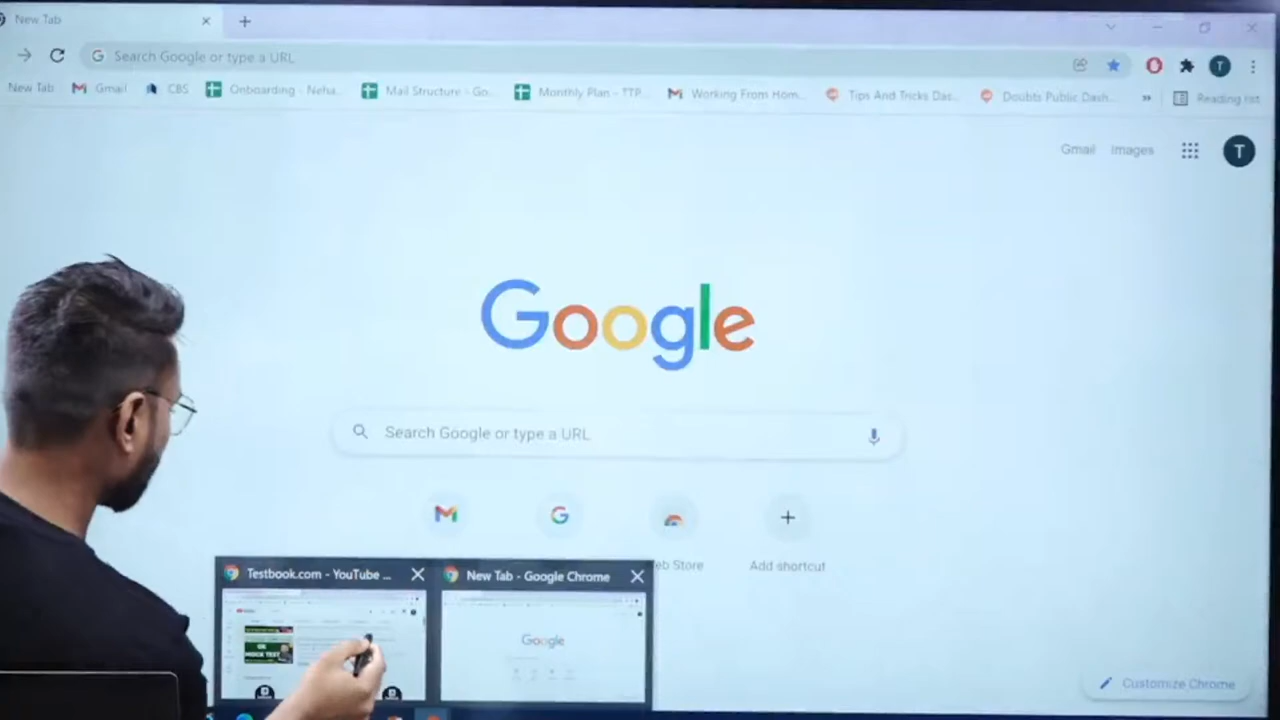 New Tab
Search Google or type a URL
New Tab Gmail CBS Onboarding - Neha... Mail Structure - Go... Monthly Plan - TTP... Working From Hom... Tips And Tricks Das... Doubts Public Dash... » Reading list
Gmail Images T
Google
Search Google or type a URL
eb Store Add shortcut
Testbook.com - YouTube ... New Tab - Google Chrome
Google
MOCK TEST
Customize Chrome